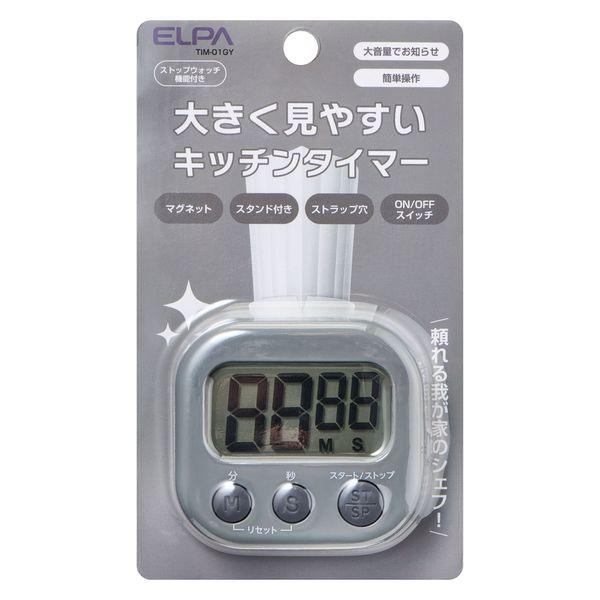 ELPA
TIM-01GY
ストップウォッチ
機能付き
大音量でお知らせ
簡単操作
大きく見やすい
キッチンタイマー
マグネット
スタンド付き
ストラップ穴
ON/OFF
スイッチ
頼れる我が家のシェフ!
88 88
M S
分
秒
スタート/ストップ
M
S
ST
SP
リセット